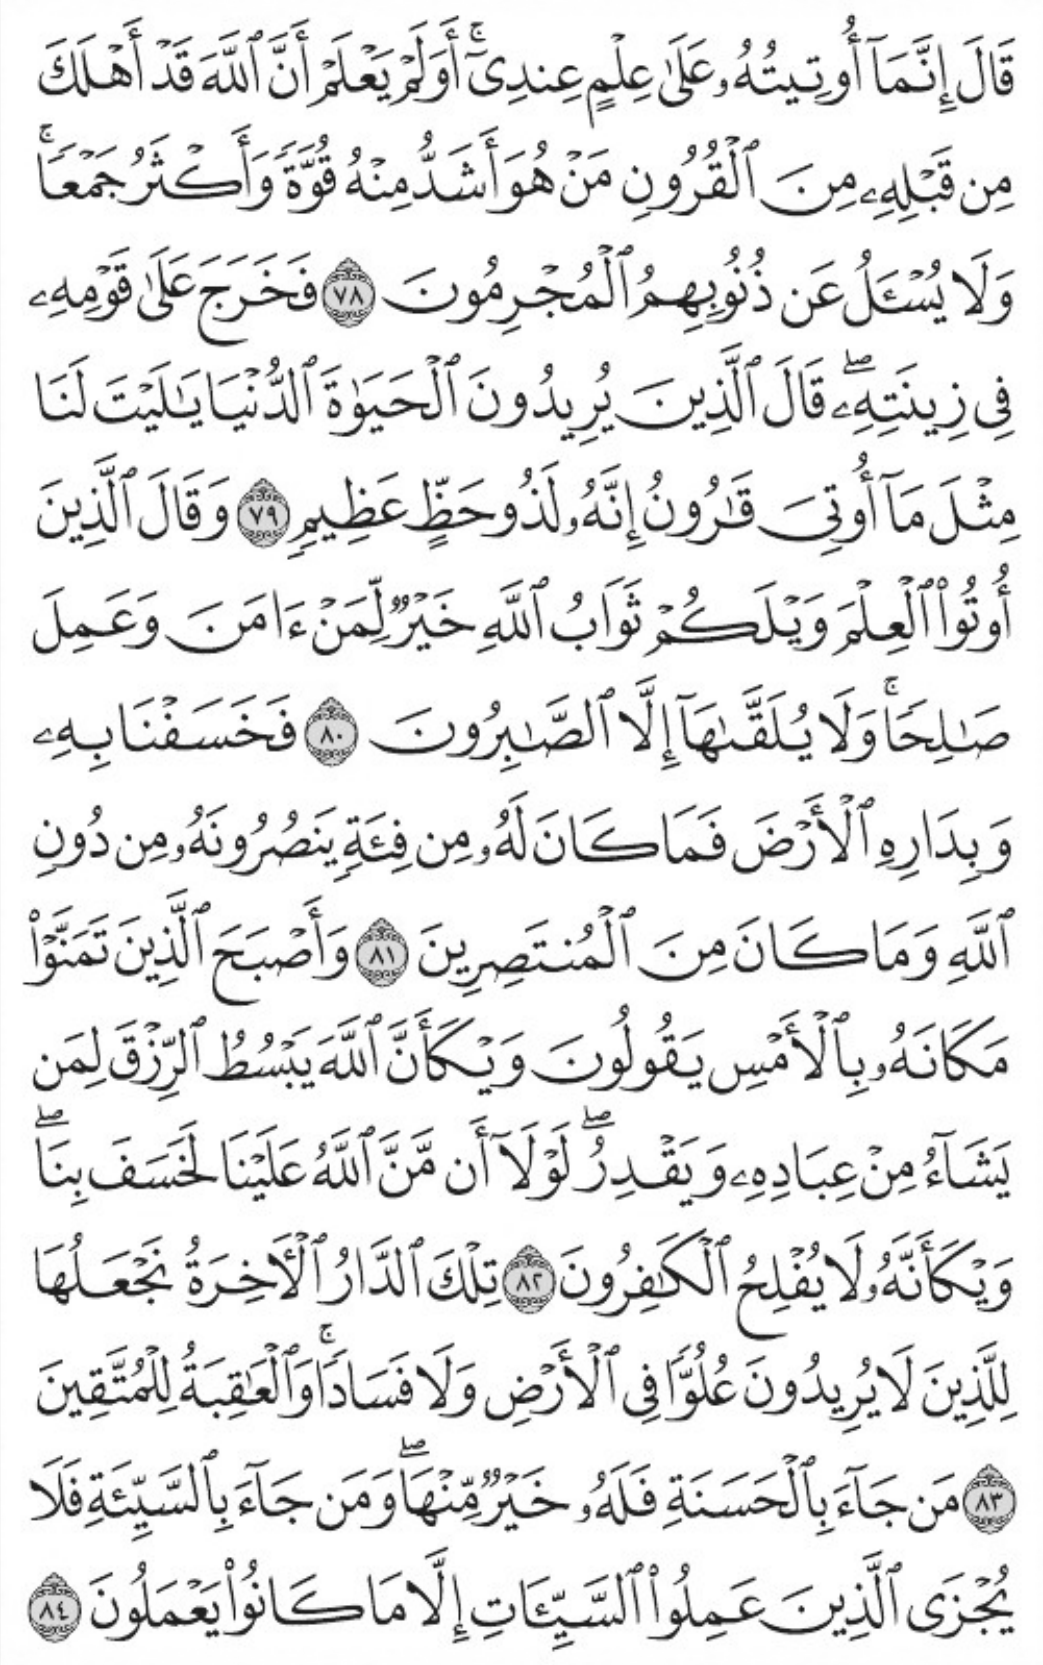 قَالَ إِنَّمَآ أُوتِيتُهُۥ عَلَىٰ عِلْمٍ عِندِىٓ ۚ أَوَلَمْ يَعْلَمْ أَنَّ ٱللَّهَ قَدْ أَهْلَكَ
مِن قَبْلِهِۦ مِنَ ٱلْقُرُونِ مَنْ هُوَ أَشَدُّ مِنْهُ قُوَّةً وَأَكْثَرُ جَمْعًا ۚ
وَلَا يُسْـَٔلُ عَن ذُنُوبِهِمُ ٱلْمُجْرِمُونَ ٧٨ فَخَرَجَ عَلَىٰ قَوْمِهِۦ
فِى زِينَتِهِۦ ۖ قَالَ ٱلَّذِينَ يُرِيدُونَ ٱلْحَيَوٰةَ ٱلدُّنْيَا يَـٰلَيْتَ لَنَا
مِثْلَ مَآ أُوتِىَ قَـٰرُونُ إِنَّهُۥ لَذُو حَظٍّ عَظِيمٍ ٧٩ وَقَالَ ٱلَّذِينَ
أُوتُوا۟ ٱلْعِلْمَ وَيْلَكُمْ ثَوَابُ ٱللَّهِ خَيْرٌ لِّمَنْ ءَامَنَ وَعَمِلَ
صَـٰلِحًا ۚ وَلَا يُلَقَّىٰهَآ إِلَّا ٱلصَّـٰبِرُونَ ٨٠ فَخَسَفْنَا بِهِۦ
وَبِدَارِهِ ٱلْأَرْضَ فَمَا كَانَ لَهُۥ مِن فِئَةٍ يَنصُرُونَهُۥ مِن دُونِ
ٱللَّهِ وَمَا كَانَ مِنَ ٱلْمُنتَصِرِينَ ٨١ وَأَصْبَحَ ٱلَّذِينَ تَمَنَّوْا۟
مَكَانَهُۥ بِٱلْأَمْسِ يَقُولُونَ وَيْكَأَنَّ ٱللَّهَ يَبْسُطُ ٱلرِّزْقَ لِمَن
يَشَآءُ مِنْ عِبَادِهِۦ وَيَقْدِرُ ۖ لَوْلَآ أَن مَّنَّ ٱللَّهُ عَلَيْنَا لَخَسَفَ بِنَا ۖ
وَيْكَأَنَّهُۥ لَا يُفْلِحُ ٱلْكَـٰفِرُونَ ٨٢ تِلْكَ ٱلدَّارُ ٱلْـَٔاخِرَةُ نَجْعَلُهَا
لِلَّذِينَ لَا يُرِيدُونَ عُلُوًّا فِى ٱلْأَرْضِ وَلَا فَسَادًا ۚ وَٱلْعَـٰقِبَةُ لِلْمُتَّقِينَ
٨٣ مَن جَآءَ بِٱلْحَسَنَةِ فَلَهُۥ خَيْرٌ مِّنْهَا ۖ وَمَن جَآءَ بِٱلسَّيِّئَةِ فَلَا
يُجْزَى ٱلَّذِينَ عَمِلُوا۟ ٱلسَّيِّـَٔاتِ إِلَّا مَا كَانُوا۟ يَعْمَلُونَ ٨٤